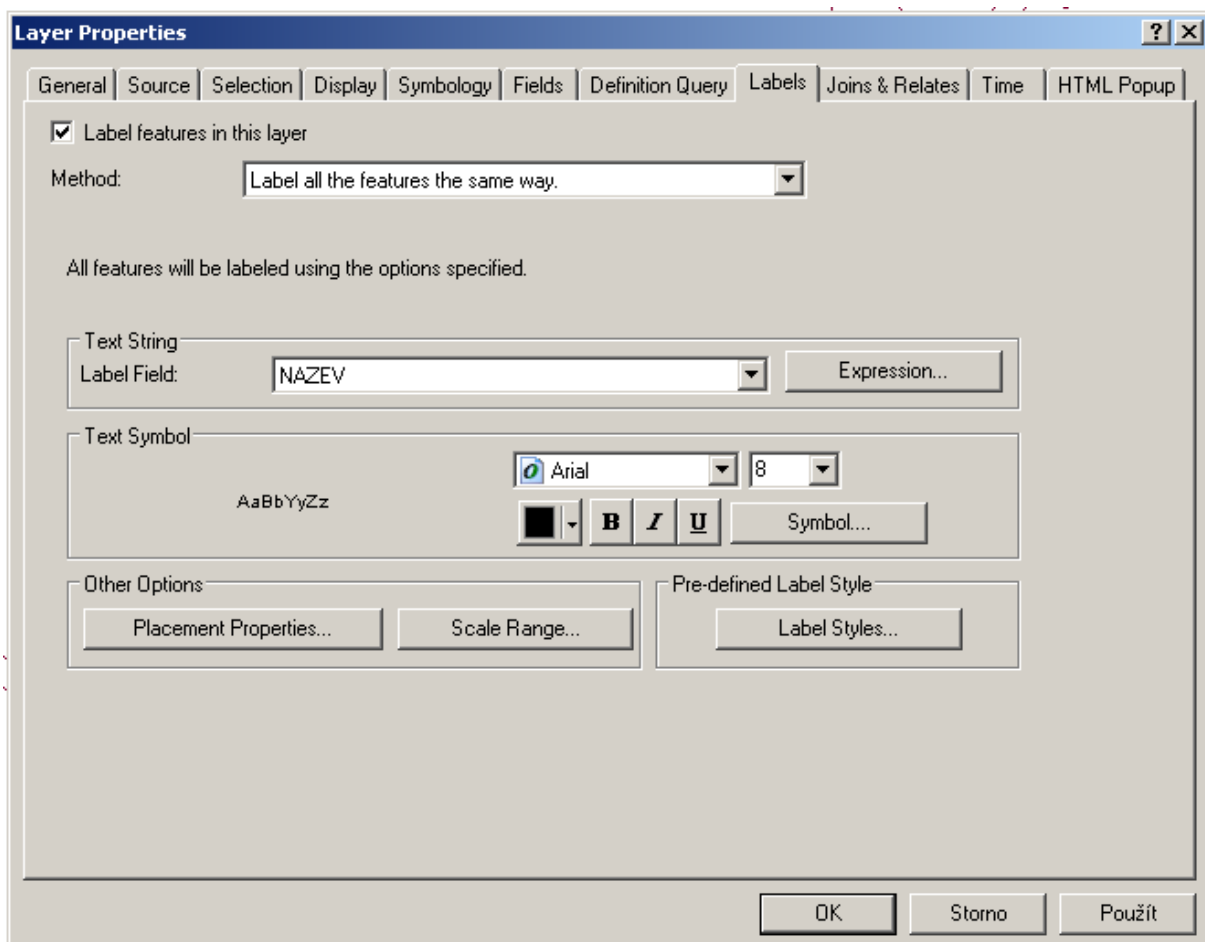 Layer Properties
General Source Selection Display Symbology Fields Definition Query Labels Joins & Relates Time HTML Popup
Label features in this layer
Method: Label all the features the same way.
All features will be labeled using the options specified.
Text String
Label Field: NAZEV Expression...
Text Symbol
Arial 8
AaBbYyZz
B I U Symbol....
Other Options Pre-defined Label Style
Placement Properties... Scale Range... Label Styles...
OK Storno Použít